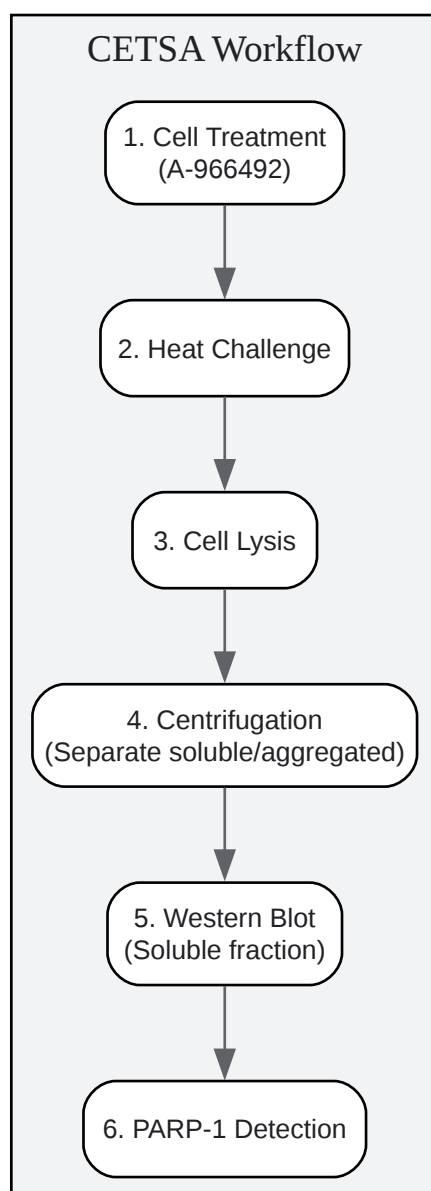 CETSA Workflow
1. Cell Treatment
(A-966492)
2. Heat Challenge
3. Cell Lysis
4. Centrifugation
(Separate soluble/aggregated)
5. Western Blot
(Soluble fraction)
6. PARP-1 Detection